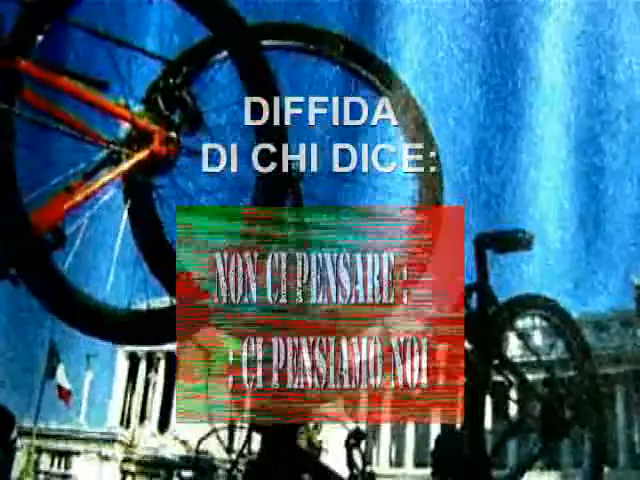 DIFFIDA
DI CHI DICE:
NON CI PENSARE :
: CI PENSIAMO NOI